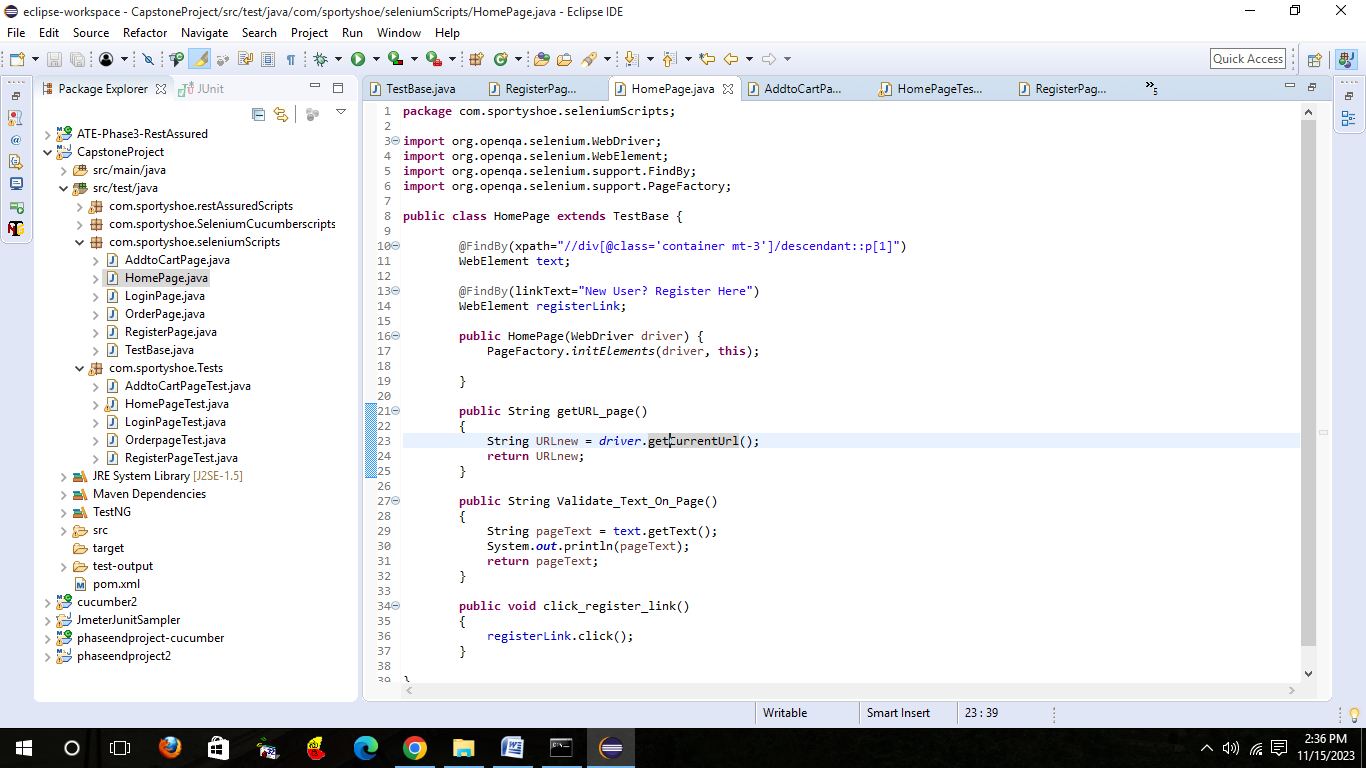 eclipse-workspace - CapstoneProject/src/test/java/com/sportyshoe/seleniumScripts/HomePage.java - Eclipse IDE
File Edit Source Refactor Navigate Search Project Run Window Help
Quick Access
Package Explorer JUnit
TestBase.java RegisterPag... HomePage.java AddtoCartPa... HomePageTes... RegisterPag... »5
ATE-Phase3-RestAssured
CapstoneProject
src/main/java
src/test/java
com.sportyshoe.restAssuredScripts
com.sportyshoe.SeleniumCucumberscripts
com.sportyshoe.seleniumScripts
AddtoCartPage.java
HomePage.java
LoginPage.java
OrderPage.java
RegisterPage.java
TestBase.java
com.sportyshoe.Tests
AddtoCartPageTest.java
HomePageTest.java
LoginPageTest.java
OrderpageTest.java
RegisterPageTest.java
JRE System Library [J2SE-1.5]
Maven Dependencies
TestNG
src
target
test-output
pom.xml
cucumber2
JmeterJunitSampler
phaseendproject-cucumber
phaseendproject2
1 package com.sportyshoe.seleniumScripts;
2
3 import org.openqa.selenium.WebDriver;
4 import org.openqa.selenium.WebElement;
5 import org.openqa.selenium.support.FindBy;
6 import org.openqa.selenium.support.PageFactory;
7
8 public class HomePage extends TestBase {
9
10 @FindBy(xpath="//div[@class='container mt-3']/descendant::p[1]")
11 WebElement text;
12
13 @FindBy(linkText="New User? Register Here")
14 WebElement registerLink;
15
16 public HomePage(WebDriver driver) {
17 PageFactory.initElements(driver, this);
18
19 }
20
21 public String getURL_page()
22 {
23 String URLnew = driver.getCurrentUrl();
24 return URLnew;
25 }
26
27 public String Validate_Text_On_Page()
28 {
29 String pageText = text.getText();
30 System.out.println(pageText);
31 return pageText;
32 }
33
34 public void click_register_link()
35 {
36 registerLink.click();
37 }
38
39 }
Writable Smart Insert 23 : 39
2:36 PM
11/15/2023